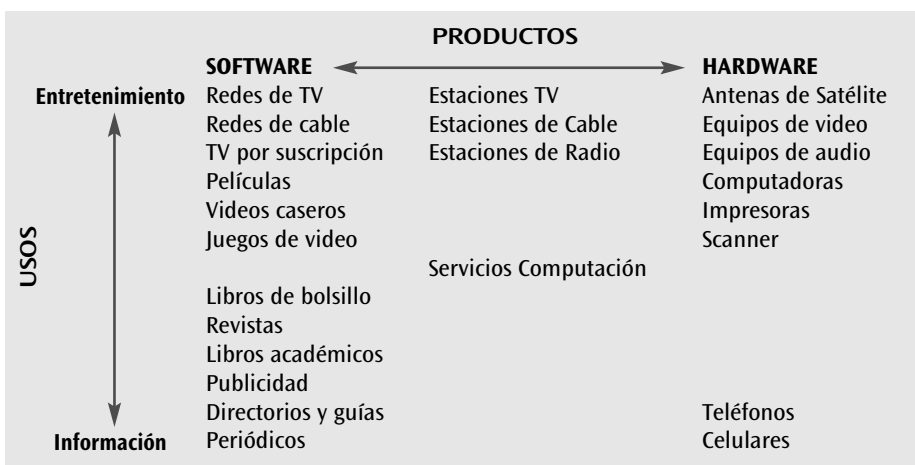 PRODUCTOS
SOFTWARE HARDWARE
Entretenimiento Redes de TV Estaciones TV Antenas de Satélite
Redes de cable Estaciones de Cable Equipos de video
TV por suscripción Estaciones de Radio Equipos de audio
Películas Computadoras
Videos caseros Impresoras
USOS
Juegos de video Scanner
Servicios Computación
Libros de bolsillo
Revistas
Libros académicos
Publicidad
Directorios y guías Teléfonos
Información Periódicos Celulares